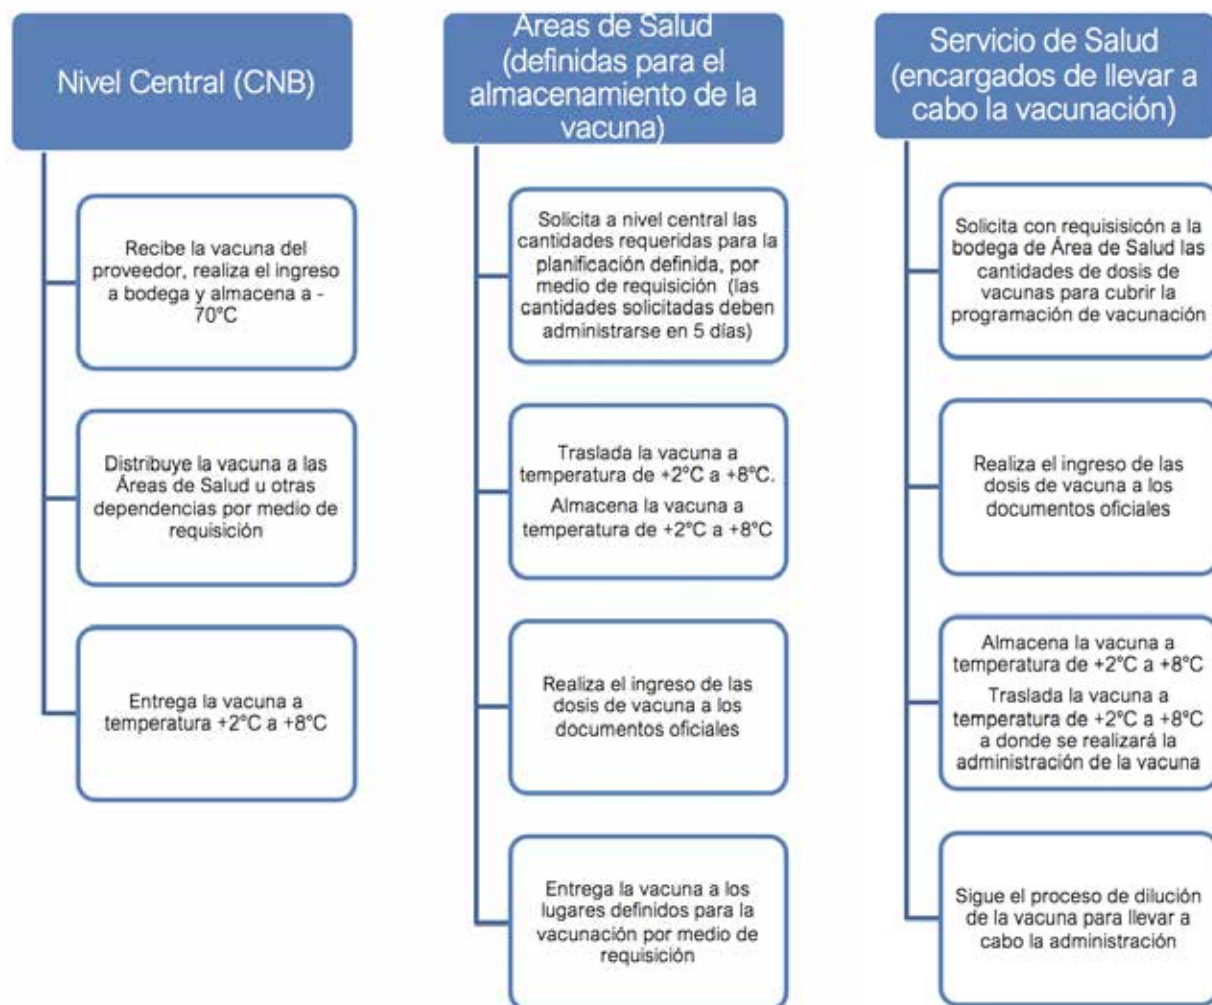 Nivel Central (CNB)
Recibe la vacuna del
proveedor, realiza el ingreso
a bodega y almacena a -
70°C
Distribuye la vacuna a las
Áreas de Salud u otras
dependencias por medio de
requisición
Entrega la vacuna a
temperatura +2°C a +8°C
Áreas de Salud
(definidas para el
almacenamiento de la
vacuna)
Solicita a nivel central las
cantidades requeridas para la
planificación definida, por
medio de requisición (las
cantidades solicitadas deben
administrarse en 5 días)
Traslada la vacuna a
temperatura de +2°C a +8°C.
Almacena la vacuna a
temperatura de +2°C a +8°C
Realiza el ingreso de las
dosis de vacuna a los
documentos oficiales
Entrega la vacuna a los
lugares definidos para la
vacunación por medio de
requisición
Servicio de Salud
(encargados de llevar a
cabo la vacunación)
Solicita con requisisicón a la
bodega de Área de Salud las
cantidades de dosis de
vacunas para cubrir la
programación de vacunación
Realiza el ingreso de las
dosis de vacuna a los
documentos oficiales
Almacena la vacuna a
temperatura de +2°C a +8°C
Traslada la vacuna a
temperatura de +2°C a +8°C
a donde se realizará la
administración de la vacuna
Sigue el proceso de dilución
de la vacuna para llevar a
cabo la administración